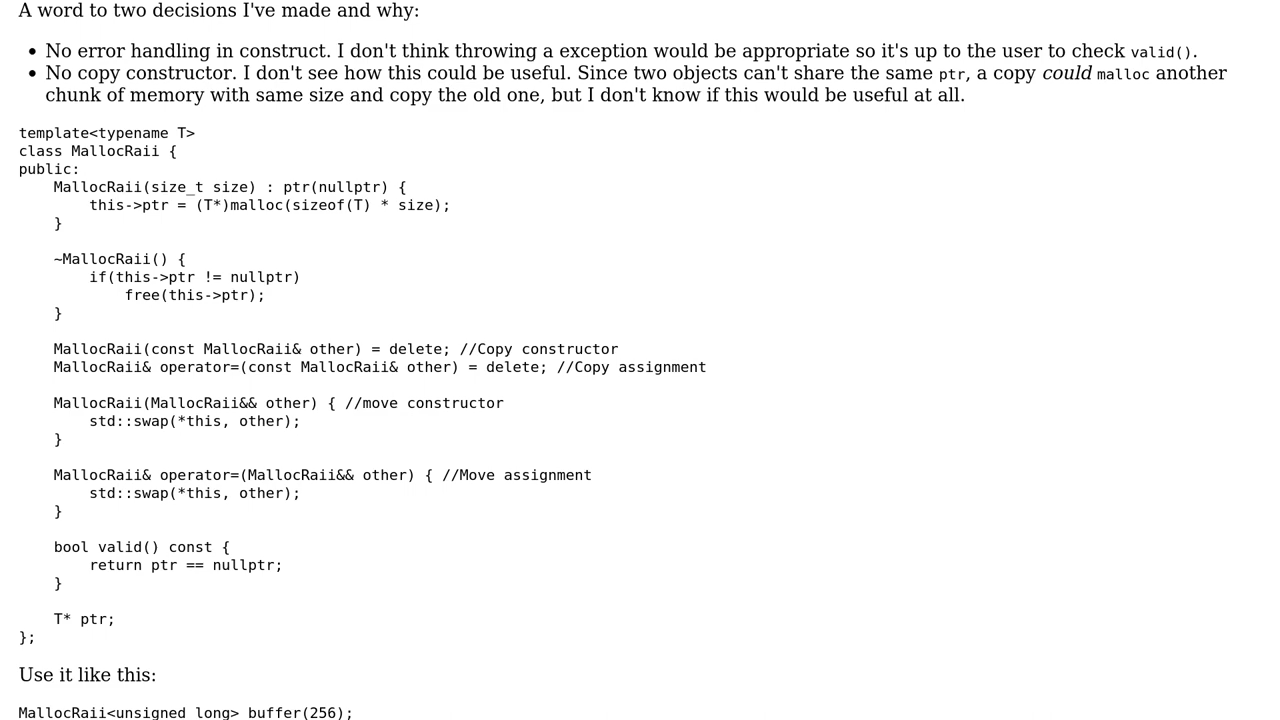 A word to two decisions I've made and why:
• No error handling in construct. I don't think throwing a exception would be appropriate so it's up to the user to check valid().
• No copy constructor. I don't see how this could be useful. Since two objects can't share the same ptr, a copy could malloc another
chunk of memory with same size and copy the old one, but I don't know if this would be useful at all.
template<typename T>
class MallocRaii {
public:
    MallocRaii(size_t size) : ptr(nullptr) {
        this->ptr = (T*)malloc(sizeof(T) * size);
    }
    ~MallocRaii() {
        if(this->ptr != nullptr)
            free(this->ptr);
    }
    MallocRaii(const MallocRaii& other) = delete; //Copy constructor
    MallocRaii& operator=(const MallocRaii& other) = delete; //Copy assignment
    MallocRaii(MallocRaii&& other) { //move constructor
        std::swap(*this, other);
    }
    MallocRaii& operator=(MallocRaii&& other) { //Move assignment
        std::swap(*this, other);
    }
    bool valid() const {
        return ptr == nullptr;
    }
    T* ptr;
};
Use it like this:
MallocRaii<unsigned long> buffer(256);